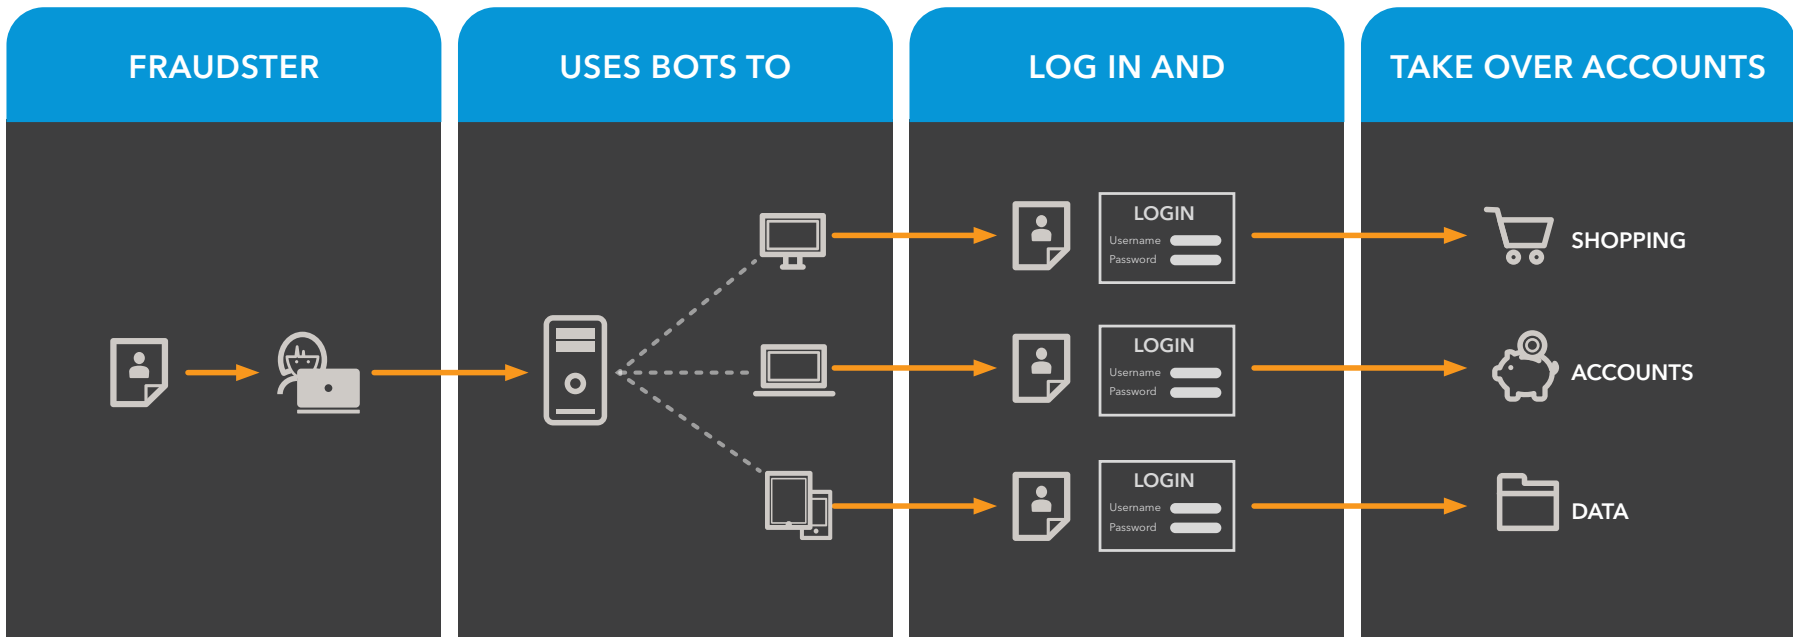 FRAUDSTER
USES BOTS TO
LOG IN AND
TAKE OVER ACCOUNTS
LOGIN
Username
Password
SHOPPING
LOGIN
Username
Password
ACCOUNTS
LOGIN
Username
Password
DATA